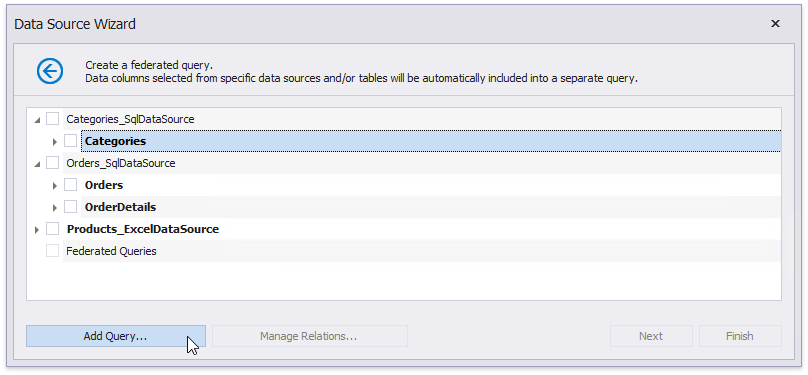 Data Source Wizard
Create a federated query.
Data columns selected from specific data sources and/or tables will be automatically included into a separate query.
Categories_SqlDataSource
Categories
Orders_SqlDataSource
Orders
OrderDetails
Products_ExcelDataSource
Federated Queries
Add Query... Manage Relations... Next Finish